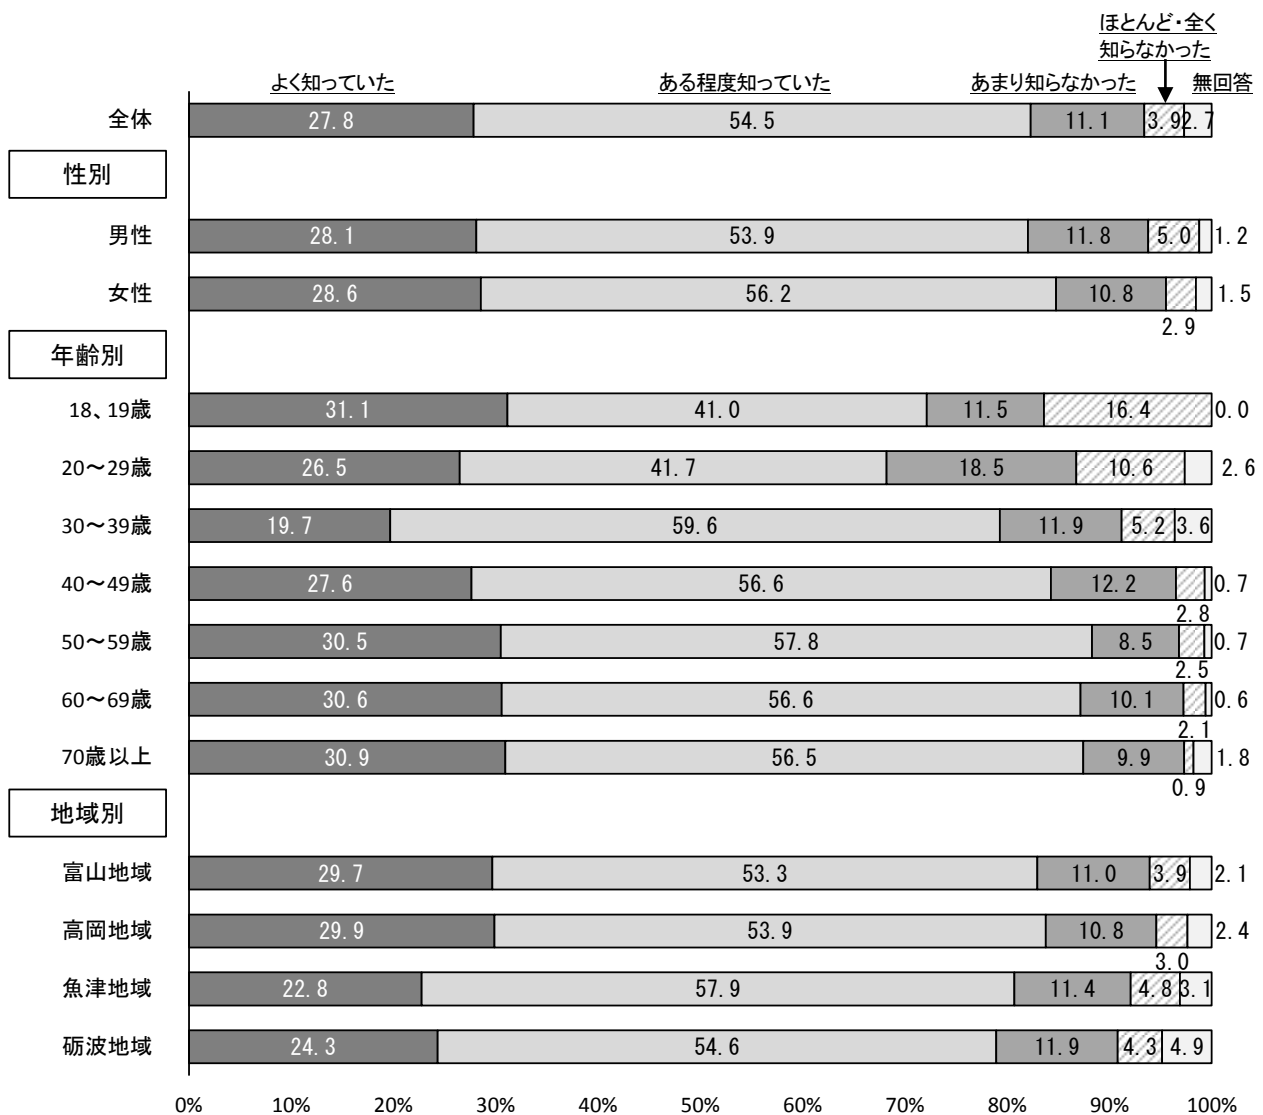 ほとんど・全く
知らなかった
よく知っていた ある程度知っていた あまり知らなかった 無回答
全体 27.8 54.5 11.1 3.9 2.7
性別
男性 28.1 53.9 11.8 5.0 1.2
女性 28.6 56.2 10.8 1.5
2.9
年齢別
18、19歳 31.1 41.0 11.5 16.4 0.0
20～29歳 26.5 41.7 18.5 10.6 2.6
30～39歳 19.7 59.6 11.9 5.2 3.6
40～49歳 27.6 56.6 12.2 0.7
2.8
50～59歳 30.5 57.8 8.5 0.7
2.5
60～69歳 30.6 56.6 10.1 0.6
2.1
70歳以上 30.9 56.5 9.9 1.8
0.9
地域別
富山地域 29.7 53.3 11.0 3.9 2.1
高岡地域 29.9 53.9 10.8 2.4
3.0
魚津地域 22.8 57.9 11.4 4.8 3.1
砺波地域 24.3 54.6 11.9 4.3 4.9
0% 10% 20% 30% 40% 50% 60% 70% 80% 90% 100%